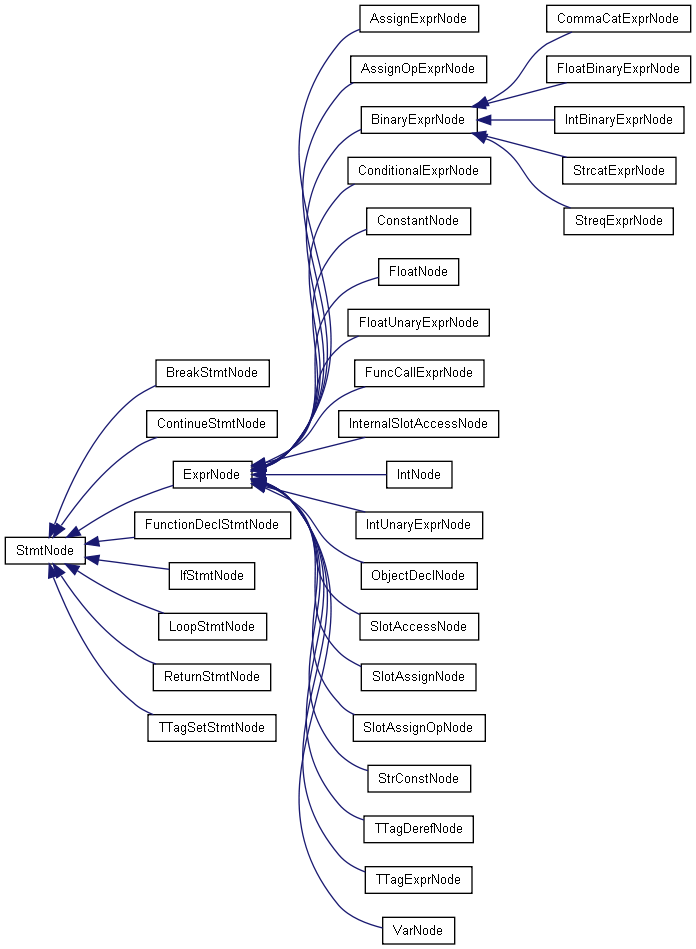 AssignExprNode
CommaCatExprNode
AssignOpExprNode
FloatBinaryExprNode
BinaryExprNode
IntBinaryExprNode
ConditionalExprNode
StrcatExprNode
ConstantNode
StreqExprNode
FloatNode
FloatUnaryExprNode
BreakStmtNode
FuncCallExprNode
ContinueStmtNode
InternalSlotAccessNode
ExprNode
IntNode
FunctionDeclStmtNode
IntUnaryExprNode
StmtNode
IfStmtNode
ObjectDeclNode
LoopStmtNode
SlotAccessNode
ReturnStmtNode
SlotAssignNode
TTagSetStmtNode
SlotAssignOpNode
StrConstNode
TTagDerefNode
TTagExprNode
VarNode